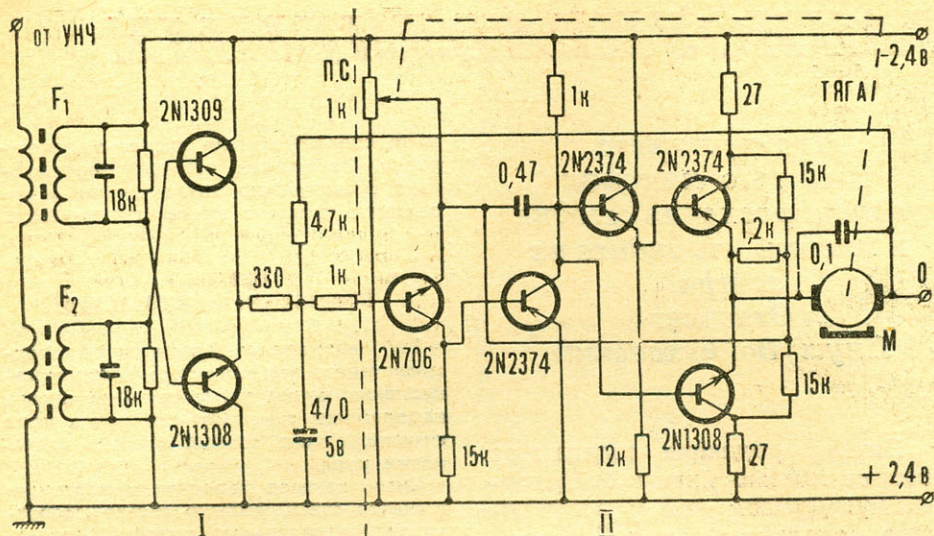 от УНЧ
F₁
2N1309
18к
F₂
18к
2N1308
330
4,7к
1к
47,0
5в
П.С.
1к
2N706
15к
0,47
2N2374
1к
2N2374
2N2374
12к
27
15к
1,2к
0,1
ТЯГА
-2,4в
0
М
15к
2N1308
27
+ 2,4в
I
II